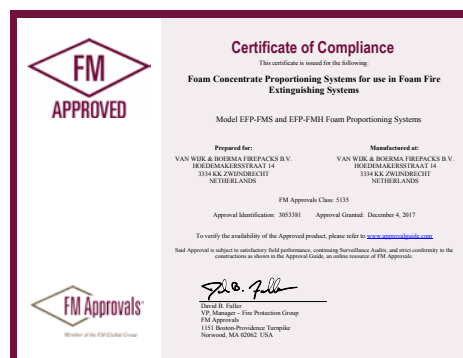 FM
APPROVED
Certificate of Compliance
This certificate is issued for the following:
Foam Concentrate Proportioning Systems for use in Foam Fire
Extinguishing Systems
Model EFP-FMS and EFP-FMH Foam Proportioning Systems
Prepared for:
VAN WIJK & BOERMA FIREPACKS B.V.
HOEDEMAKERSSTRAAT 14
3334 KK ZWIJNDRECHT
NETHERLANDS
Manufactured at:
VAN WIJK & BOERMA FIREPACKS B.V.
HOEDEMAKERSSTRAAT 14
3334 KK ZWIJNDRECHT
NETHERLANDS
FM Approvals Class: 5135
Approval Identification: 3053381 Approval Granted: December 4, 2017
To verify the availability of the Approved product, please refer to www.approvalguide.com
Said Approval is subject to satisfactory field performance, continuing Surveillance Audits, and strict conformity to the
constructions as shown in the Approval Guide, an online resource of FM Approvals.
David B. Fuller
VP, Manager – Fire Protection Group
FM Approvals
1151 Boston-Providence Turnpike
Norwood, MA 02062 USA
FM Approvals
Member of the FM Global Group